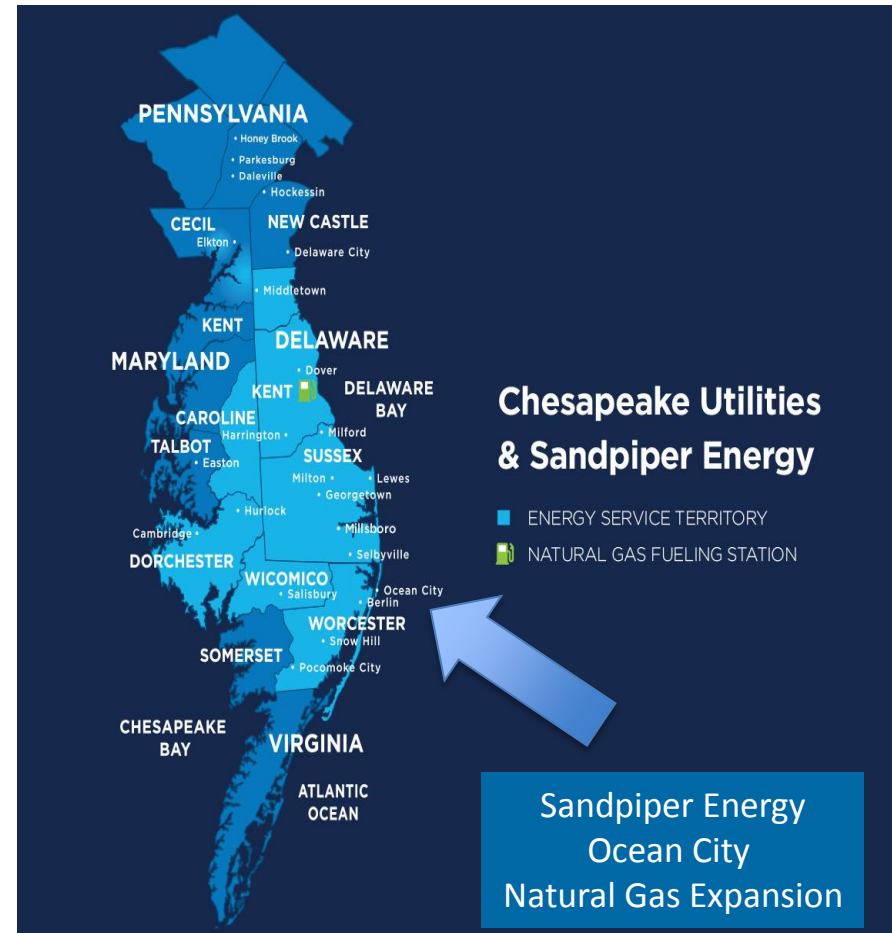 PENNSYLVANIA
• Honey Brook
• Parkesburg
• Daleville
• Hockessin
CECIL
NEW CASTLE
Elkton •
• Delaware City
• Middletown
KENT
DELAWARE
MARYLAND
• Dover
KENT
DELAWARE
BAY
CAROLINE
Harrington •
• Milford
TALBOT
• Easton
SUSSEX
Milton •
• Lewes
• Georgetown
• Hurlock
Cambridge •
• Millsboro
DORCHESTER
• Selbyville
WICOMICO
• Salisbury
• Ocean City
• Berlin
WORCESTER
• Snow Hill
SOMERSET
• Pocomoke City
CHESAPEAKE
BAY
VIRGINIA
ATLANTIC
OCEAN
Chesapeake Utilities
& Sandpiper Energy
ENERGY SERVICE TERRITORY
NATURAL GAS FUELING STATION
Sandpiper Energy
Ocean City
Natural Gas Expansion